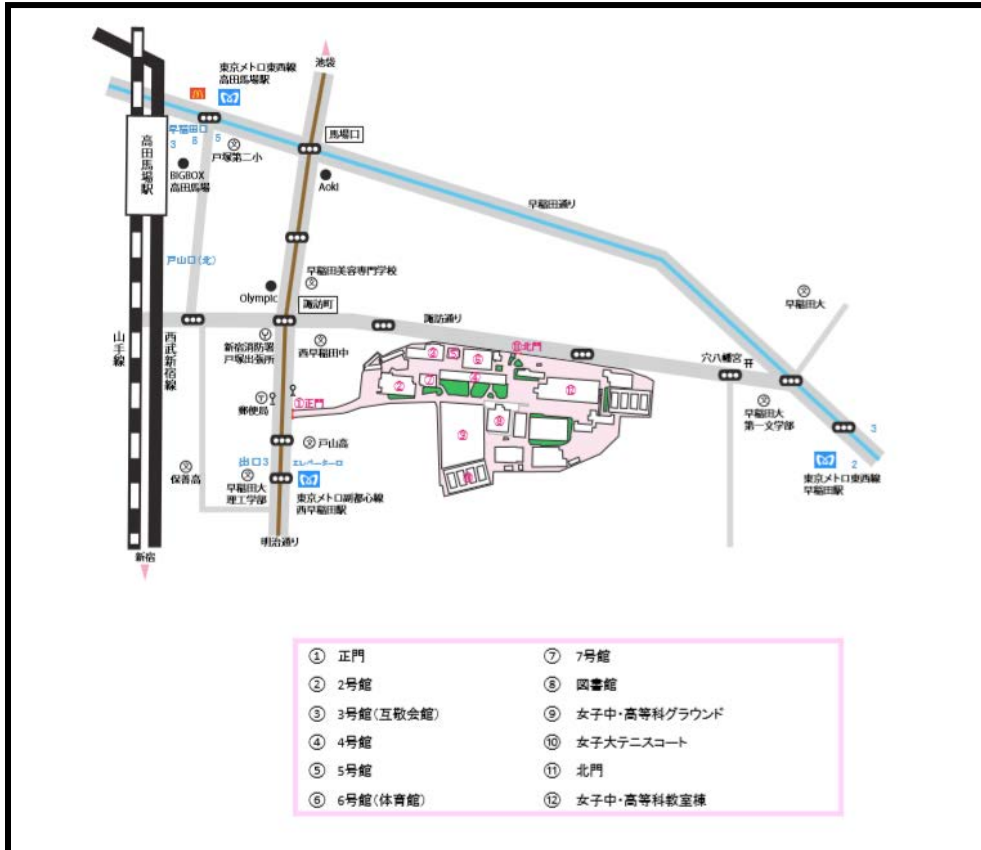 池袋
東京メトロ東西線
高田馬場駅
早稲田口
3
8
5
馬場口
高田馬場駅
戸塚第二小
BIGBOX
高田馬場
Aoki
早稲田通り
戸山口(北)
早稲田美容専門学校
Olympic
諏訪町
諏訪通り
早稲田大
山手線
西武新宿線
新宿消防署
戸塚出張所
西早稲田中
⑪北門
穴八幡宮
②
⑤
⑥
④
②
⑦
⑫
郵便局
①正門
早稲田大
第一文学部
⑧
⑨
戸山高
3
2
出口3
エレベーター口
保善高
早稲田大
理工学部
東京メトロ副都心線
西早稲田駅
東京メトロ東西線
早稲田駅
明治通り
新宿
① 正門
② 2号館
③ 3号館(互敬会館)
④ 4号館
⑤ 5号館
⑥ 6号館(体育館)
⑦ 7号館
⑧ 図書館
⑨ 女子中・高等科グラウンド
⑩ 女子大テニスコート
⑪ 北門
⑫ 女子中・高等科教室棟